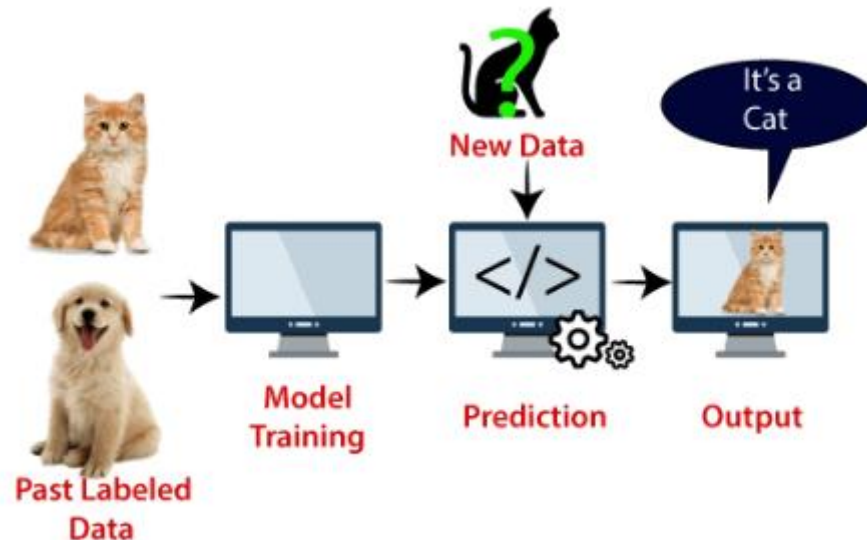 ?
New Data
It's a
Cat
</>
Model
Training
Prediction
Output
Past Labeled
Data